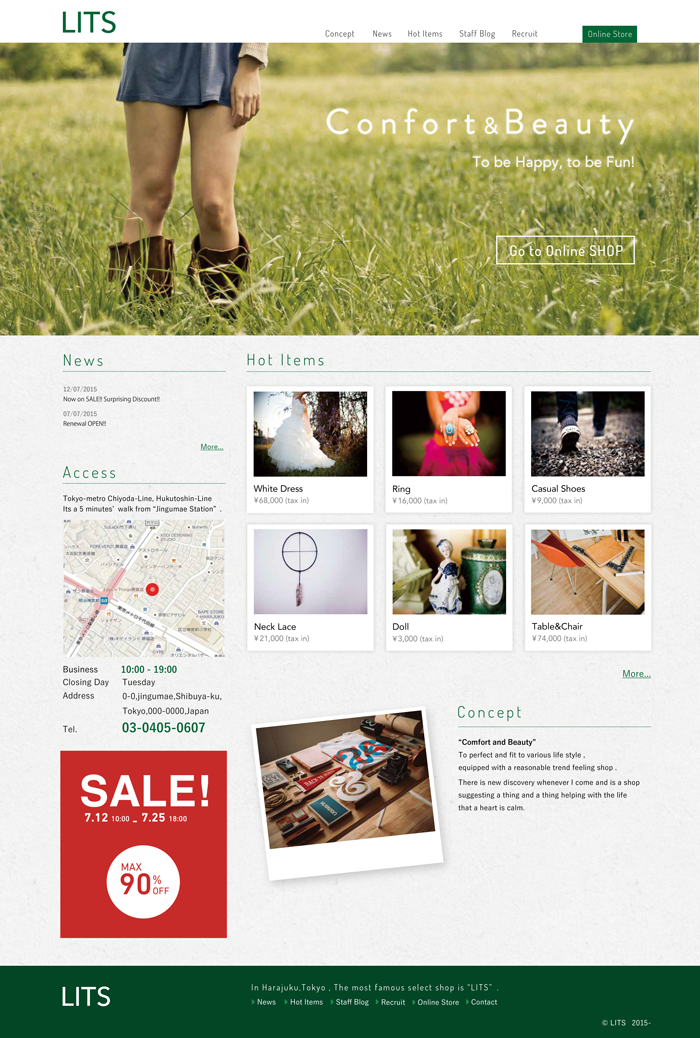 LITS
Concept News Hot Items Staff Blog Recruit Online Store
Confort&Beauty
To be Happy, to be Fun!
Go to Online SHOP
News
12/07/2015
Now on SALE!! Surprising Discount!!
07/07/2015
Renewal OPEN!!
More...
Access
Tokyo-metro Chiyoda-Line, Hukutoshin-Line
Its a 5 minutes' walk from "Jingumae Station" .
Business 10:00 - 19:00
Closing Day Tuesday
Address 0-0,jingumae,Shibuya-ku,
Tokyo,000-0000,Japan
Tel. 03-0405-0607
SALE!
7.12 10:00 - 7.25 18:00
MAX
90%
OFF
Hot Items
White Dress
¥68,000 (tax in)
Ring
¥16,000 (tax in)
Casual Shoes
¥9,000 (tax in)
Neck Lace
¥21,000 (tax in)
Doll
¥3,000 (tax in)
Table&Chair
¥74,000 (tax in)
More...
Concept
"Comfort and Beauty"
To perfect and fit to various life style ,
equipped with a reasonable trend feeling shop .
There is new discovery whenever I come and is a shop
suggesting a thing and a thing helping with the life
that a heart is calm.
LITS
In Harajuku,Tokyo , The most famous select shop is "LITS" .
News Hot Items Staff Blog Recruit Online Store Contact
© LITS 2015-